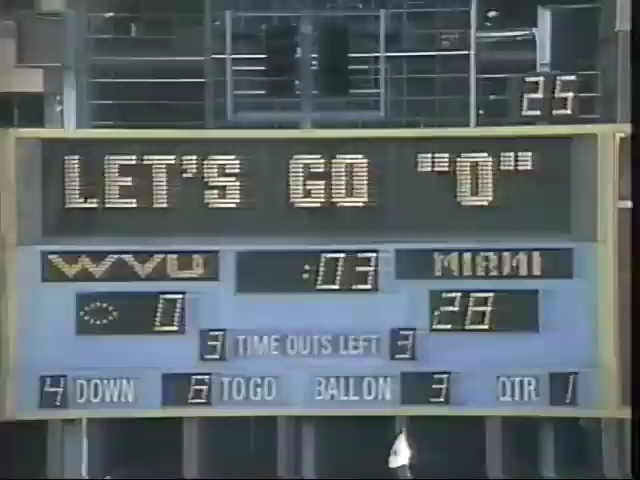 25
LET'S GO "O"
WVU :03 MIAMI
0 28
3 TIME OUTS LEFT 3
4 DOWN 8 TO GO BALL ON 3 QTR 1